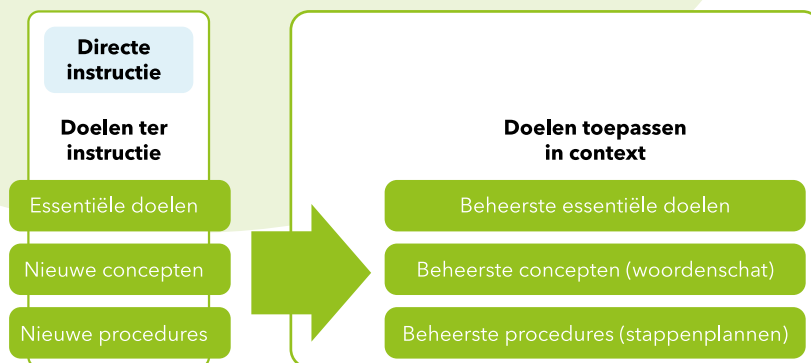 Directe
instructie
Doelen ter
instructie
Essentiële doelen
Nieuwe concepten
Nieuwe procedures
Doelen toepassen
in context
Beheerste essentiële doelen
Beheerste concepten (woordenschat)
Beheerste procedures (stappenplannen)